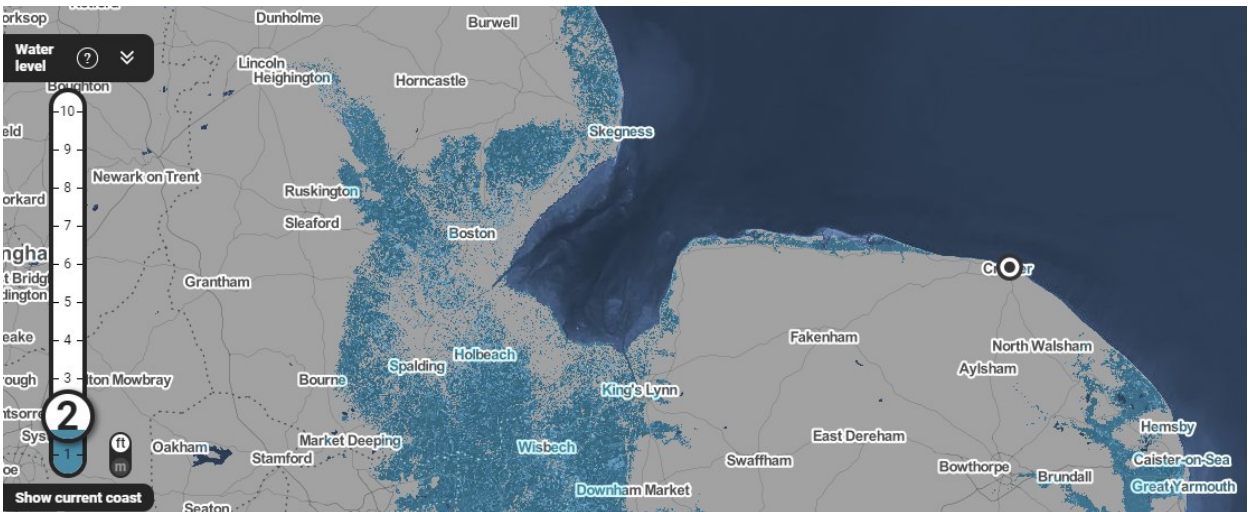 Dunholme
Burwell
Water
level
?
Lincoln
Heighington
Horncastle
Boughton
10
9
8
7
6
5
4
3
2
1
ft
m
Skegness
Newark on Trent
Ruskington
Sleaford
Boston
Grantham
Fakenham
North Walsham
Aylsham
Holbeach
Spalding
Bourne
King's Lynn
Hemsby
East Dereham
Market Deeping
Wisbech
Oakham
Stamford
Swaffham
Caister-on-Sea
Bowthorpe
Brundall
Great Yarmouth
Downham Market
Show current coast
Seaton